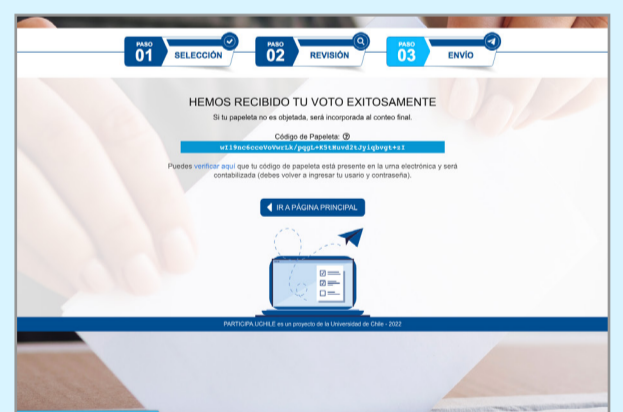 PASO
01
SELECCIÓN
PASO
02
REVISIÓN
PASO
03
ENVÍO
HEMOS RECIBIDO TU VOTO EXITOSAMENTE
Si tu papeleta no es objetada, será incorporada al conteo final.
Código de Papeleta:
Puedes verificar aquí que tu código de papeleta está presente en la urna electrónica y será
contabilizada (debes volver a ingresar tu usario y contraseña).
IR A PÁGINA PRINCIPAL
PARTICIPA UCHILE es un proyecto de la Universidad de Chile - 2022